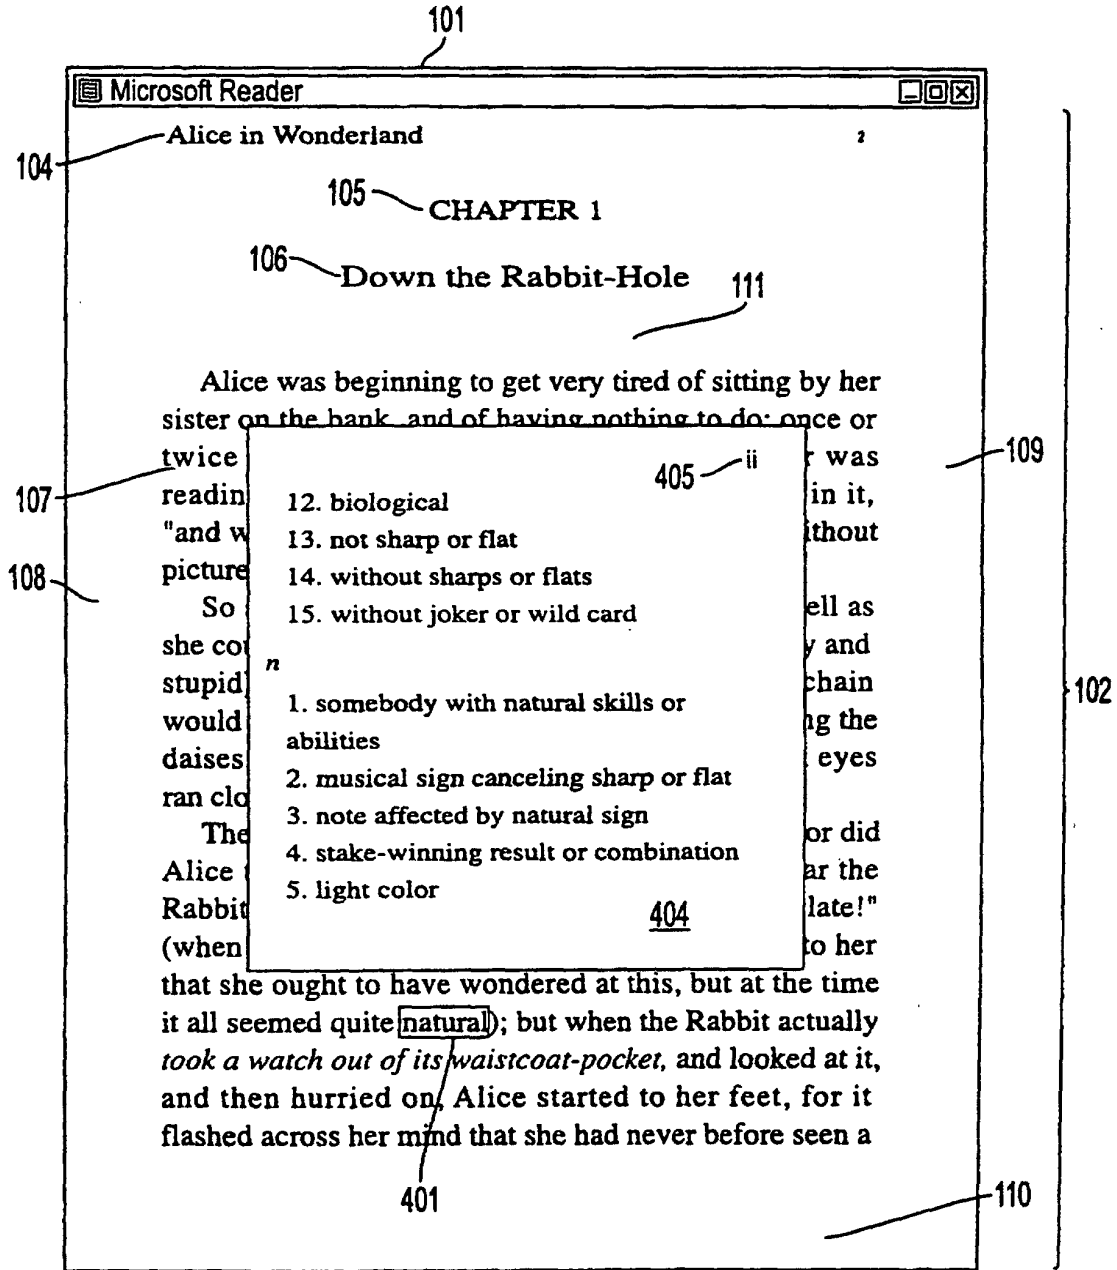 101
Microsoft Reader
Alice in Wonderland 2
104
105 CHAPTER 1
106 Down the Rabbit-Hole 111
Alice was beginning to get very tired of sitting by her
sister on the bank, and of having nothing to do: once or
twice r was
readin in it,
"and w ithout
picture
So ell as
she cou y and
stupid chain
would ng the
daises eyes
ran clo
The or did
Alice ar the
Rabbit late!"
(when to her
405 ii
12. biological
13. not sharp or flat
14. without sharps or flats
15. without joker or wild card
n
1. somebody with natural skills or
abilities
2. musical sign canceling sharp or flat
3. note affected by natural sign
4. stake-winning result or combination
5. light color
404
that she ought to have wondered at this, but at the time
it all seemed quite natural); but when the Rabbit actually
took a watch out of its waistcoat-pocket, and looked at it,
and then hurried on, Alice started to her feet, for it
flashed across her mind that she had never before seen a
107
108
109
102
401
110